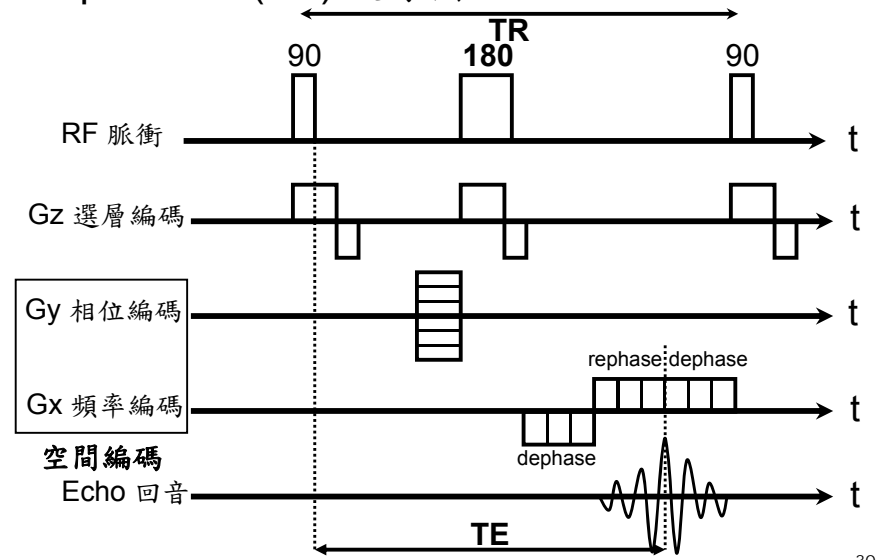 TR
90 180 90
RF 脈衝 t
Gz 選層編碼 t
Gy 相位編碼 t
rephase dephase
Gx 頻率編碼 t
dephase
空間編碼
Echo 回音 t
TE